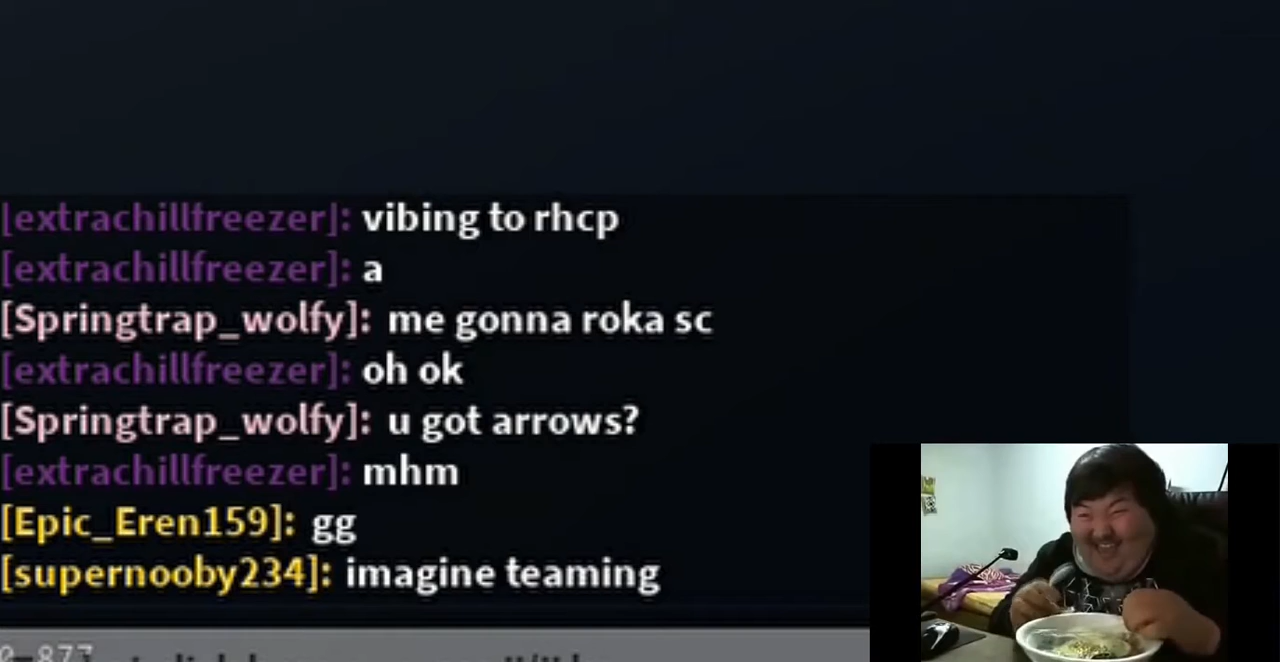 [extrachillfreezer]: vibing to rhcp
[extrachillfreezer]: a
[Springtrap_wolfy]: me gonna roka sc
[extrachillfreezer]: oh ok
[Springtrap_wolfy]: u got arrows?
[extrachillfreezer]: mhm
[Epic_Eren159]: gg
[supernooby234]: imagine teaming